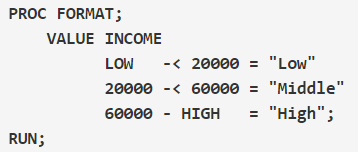 PROC FORMAT;
    VALUE INCOME
          LOW   -< 20000 = "Low"
          20000 -< 60000 = "Middle"
          60000 - HIGH   = "High";
RUN;